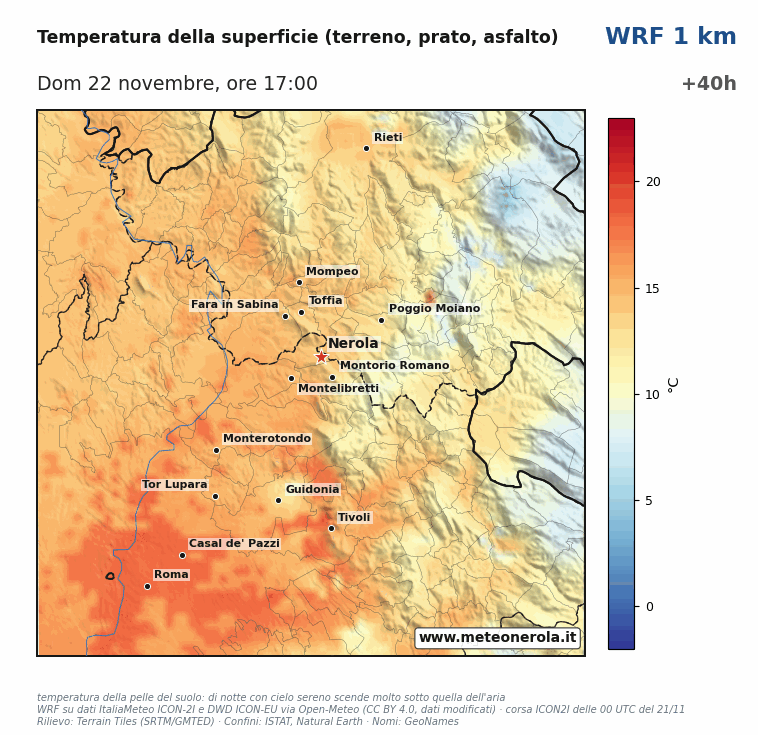 Temperatura della superficie (terreno, prato, asfalto)
WRF 1 km
Dom 22 novembre, ore 17:00
+40h
Rieti
Mompeo
Fara in Sabina
Toffia
Poggio Moiano
Nerola
Montorio Romano
Montelibretti
Monterotondo
Tor Lupara
Guidonia
Tivoli
Casal de' Pazzi
Roma
www.meteonerola.it
20
15
10
5
0
°C
temperatura della pelle del suolo: di notte con cielo sereno scende molto sotto quella dell'aria
WRF su dati ItaliaMeteo ICON-2I e DWD ICON-EU via Open-Meteo (CC BY 4.0, dati modificati) · corsa ICON2I delle 00 UTC del 21/11
Rilievo: Terrain Tiles (SRTM/GMTED) · Confini: ISTAT, Natural Earth · Nomi: GeoNames